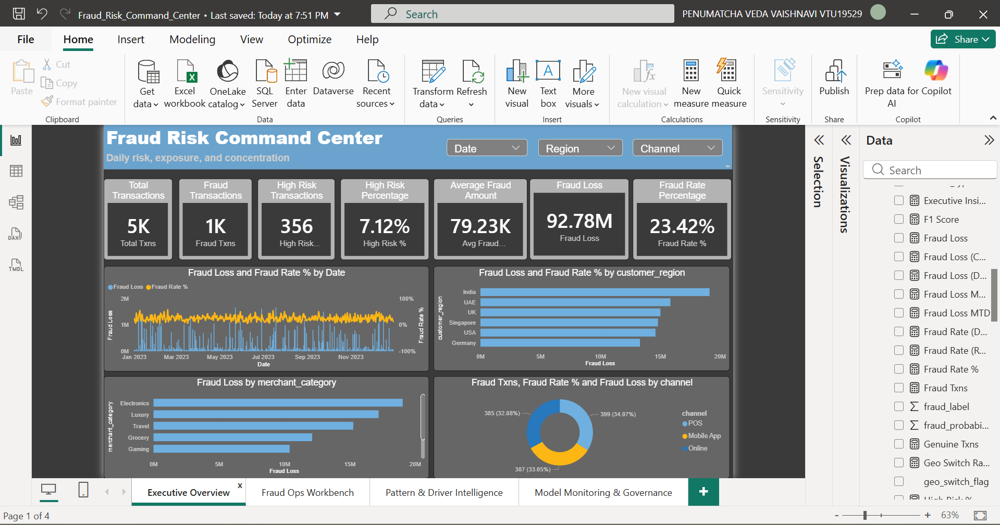 Fraud_Risk_Command_Center • Last saved: Today at 7:51 PM
Search
PENUMATCHA VEDA VAISHNAVI VTU19529
File
Home
Insert
Modeling
View
Optimize
Help
Share
Paste
Cut
Copy
Format painter
Clipboard
Get data
Excel workbook
OneLake catalog
SQL Server
Enter data
Dataverse
Recent sources
Data
Transform data
Refresh
Queries
New visual
Text box
More visuals
Insert
New visual calculation
New measure
Quick measure
Calculations
Sensitivity
Sensitivity
Publish
Share
Prep data for AI
Copilot
Copilot
DAX
TMDL
Fraud Risk Command Center
Daily risk, exposure, and concentration
Date
Region
Channel
Total Transactions
5K
Total Txns
Fraud Transactions
1K
Fraud Txns
High Risk Transactions
356
High Risk...
High Risk Percentage
7.12%
High Risk %
Average Fraud Amount
79.23K
Avg Fraud...
Fraud Loss
92.78M
Fraud Loss
Fraud Rate Percentage
23.42%
Fraud Rate %
Fraud Loss and Fraud Rate % by Date
Fraud Loss
Fraud Rate %
2M
1M
0M
Fraud Loss
100%
0%
-100%
Fraud Rate %
Jan 2023
Mar 2023
May 2023
Jul 2023
Sep 2023
Nov 2023
Date
Fraud Loss and Fraud Rate % by customer_region
customer_region
India
UAE
UK
Singapore
USA
Germany
0M
5M
10M
15M
20M
Fraud Loss
Fraud Loss by merchant_category
merchant_category
Electronics
Luxury
Travel
Grocery
Gaming
0M
5M
10M
15M
20M
Fraud Loss
Fraud Txns, Fraud Rate % and Fraud Loss by channel
385 (32.88%)
399 (34.07%)
387 (33.05%)
channel
POS
Mobile App
Online
Selection
Visualizations
Data
Search
Executive Insi...
F1 Score
Fraud Loss
Fraud Loss (C...
Fraud Loss (D...
Fraud Loss M...
Fraud Loss MTD
Fraud Rate (D...
Fraud Rate (R...
Fraud Rate %
Fraud Txns
fraud_label
fraud_probabi...
Genuine Txns
Geo Switch Ra...
geo_switch_flag
Executive Overview
x
Fraud Ops Workbench
Pattern & Driver Intelligence
Model Monitoring & Governance
+
Page 1 of 4
-
+
63%